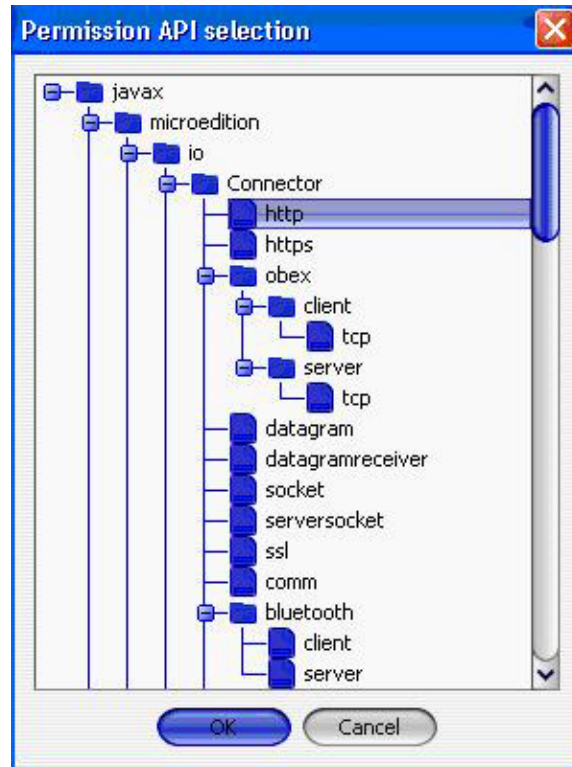 Permission API selection
javax
microedition
io
Connector
http
https
obex
client
tcp
server
tcp
datagram
datagramreceiver
socket
serversocket
ssl
comm
bluetooth
client
server
OK
Cancel